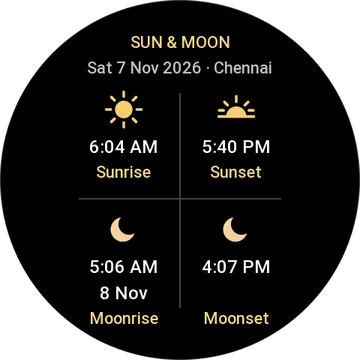 SUN & MOON
Sat 7 Nov 2026 · Chennai
6:04 AM
Sunrise
5:40 PM
Sunset
5:06 AM
8 Nov
Moonrise
4:07 PM
Moonset